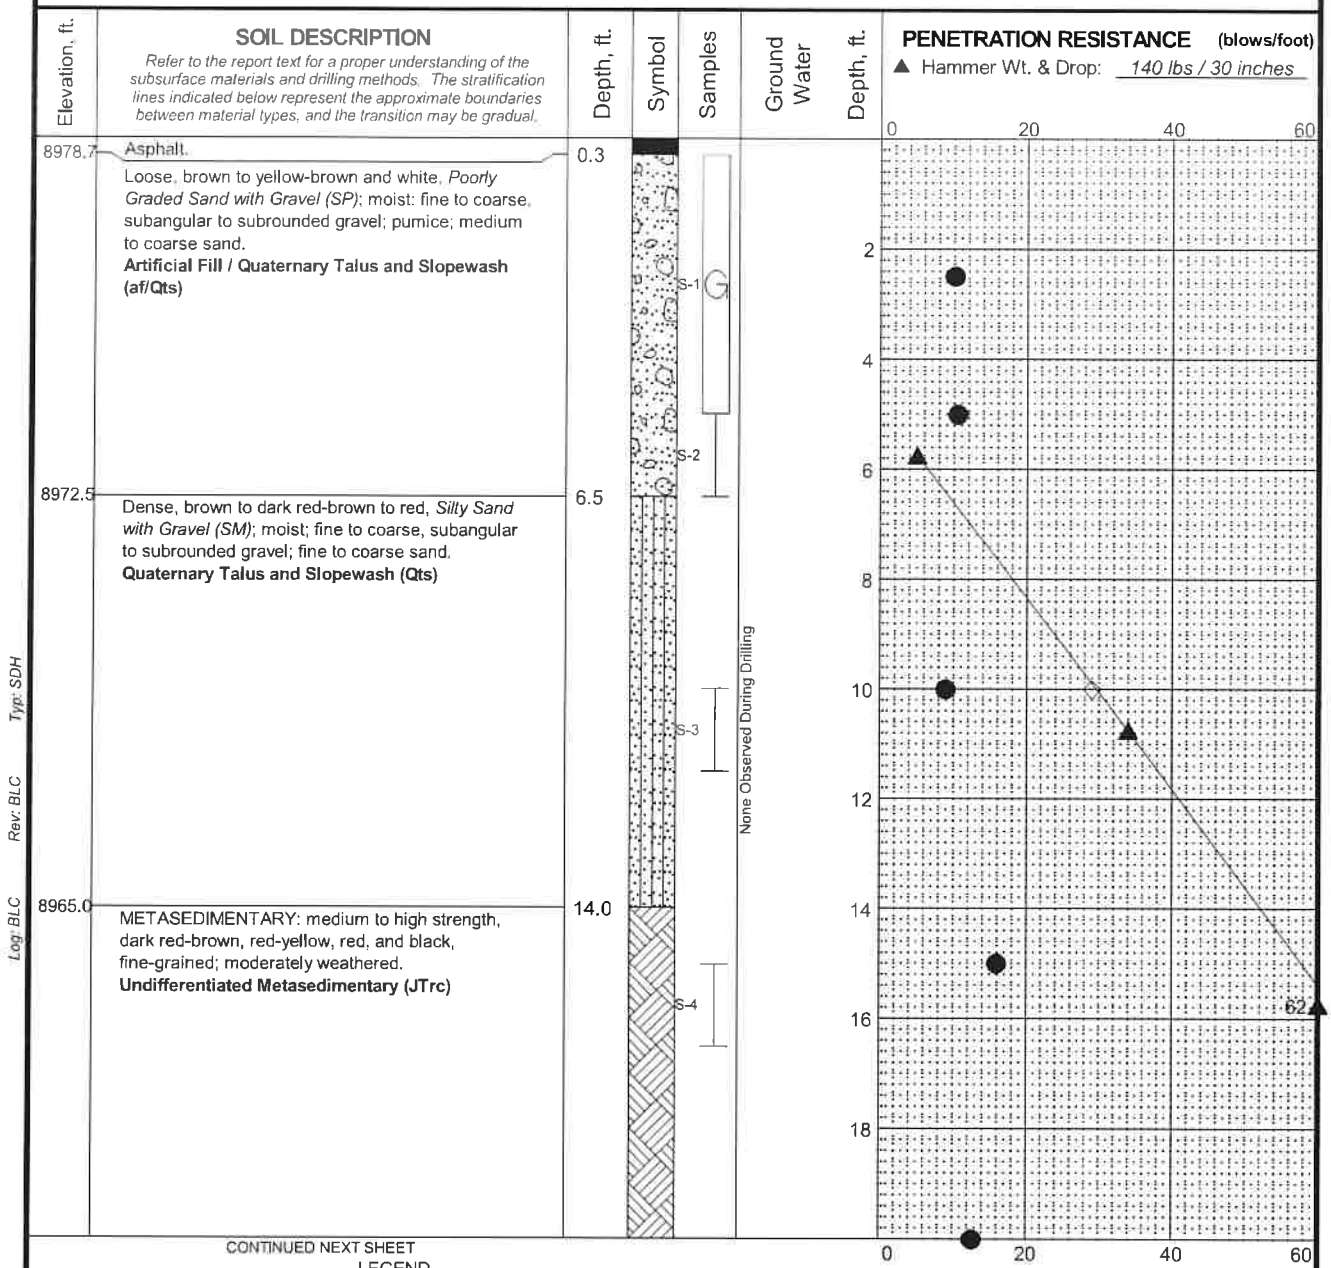 Elevation, ft.
SOIL DESCRIPTION
Refer to the report text for a proper understanding of the
subsurface materials and drilling methods. The stratification
lines indicated below represent the approximate boundaries
between material types, and the transition may be gradual.
Depth, ft.
Symbol
Samples
Ground
Water
Depth, ft.
PENETRATION RESISTANCE (blows/foot)
▲ Hammer Wt. & Drop: 140 lbs / 30 inches
0 20 40 60
8978.7 Asphalt. 0.3
Loose, brown to yellow-brown and white, Poorly
Graded Sand with Gravel (SP); moist: fine to coarse,
subangular to subrounded gravel; pumice; medium
to coarse sand.
Artificial Fill / Quaternary Talus and Slopewash
(af/Qts)
S-1
G
S-2
8972.5 6.5
Dense, brown to dark red-brown to red, Silty Sand
with Gravel (SM); moist; fine to coarse, subangular
to subrounded gravel; fine to coarse sand.
Quaternary Talus and Slopewash (Qts)
S-3
None Observed During Drilling
8965.0 14.0
METASEDIMENTARY: medium to high strength,
dark red-brown, red-yellow, red, and black,
fine-grained; moderately weathered.
Undifferentiated Metasedimentary (JTrc)
S-4
2
4
6
8
10
12
14
16
18
62
Typ: SDH
Rev: BLC
Log: BLC
CONTINUED NEXT SHEET
LEGEND
0 20 40 60